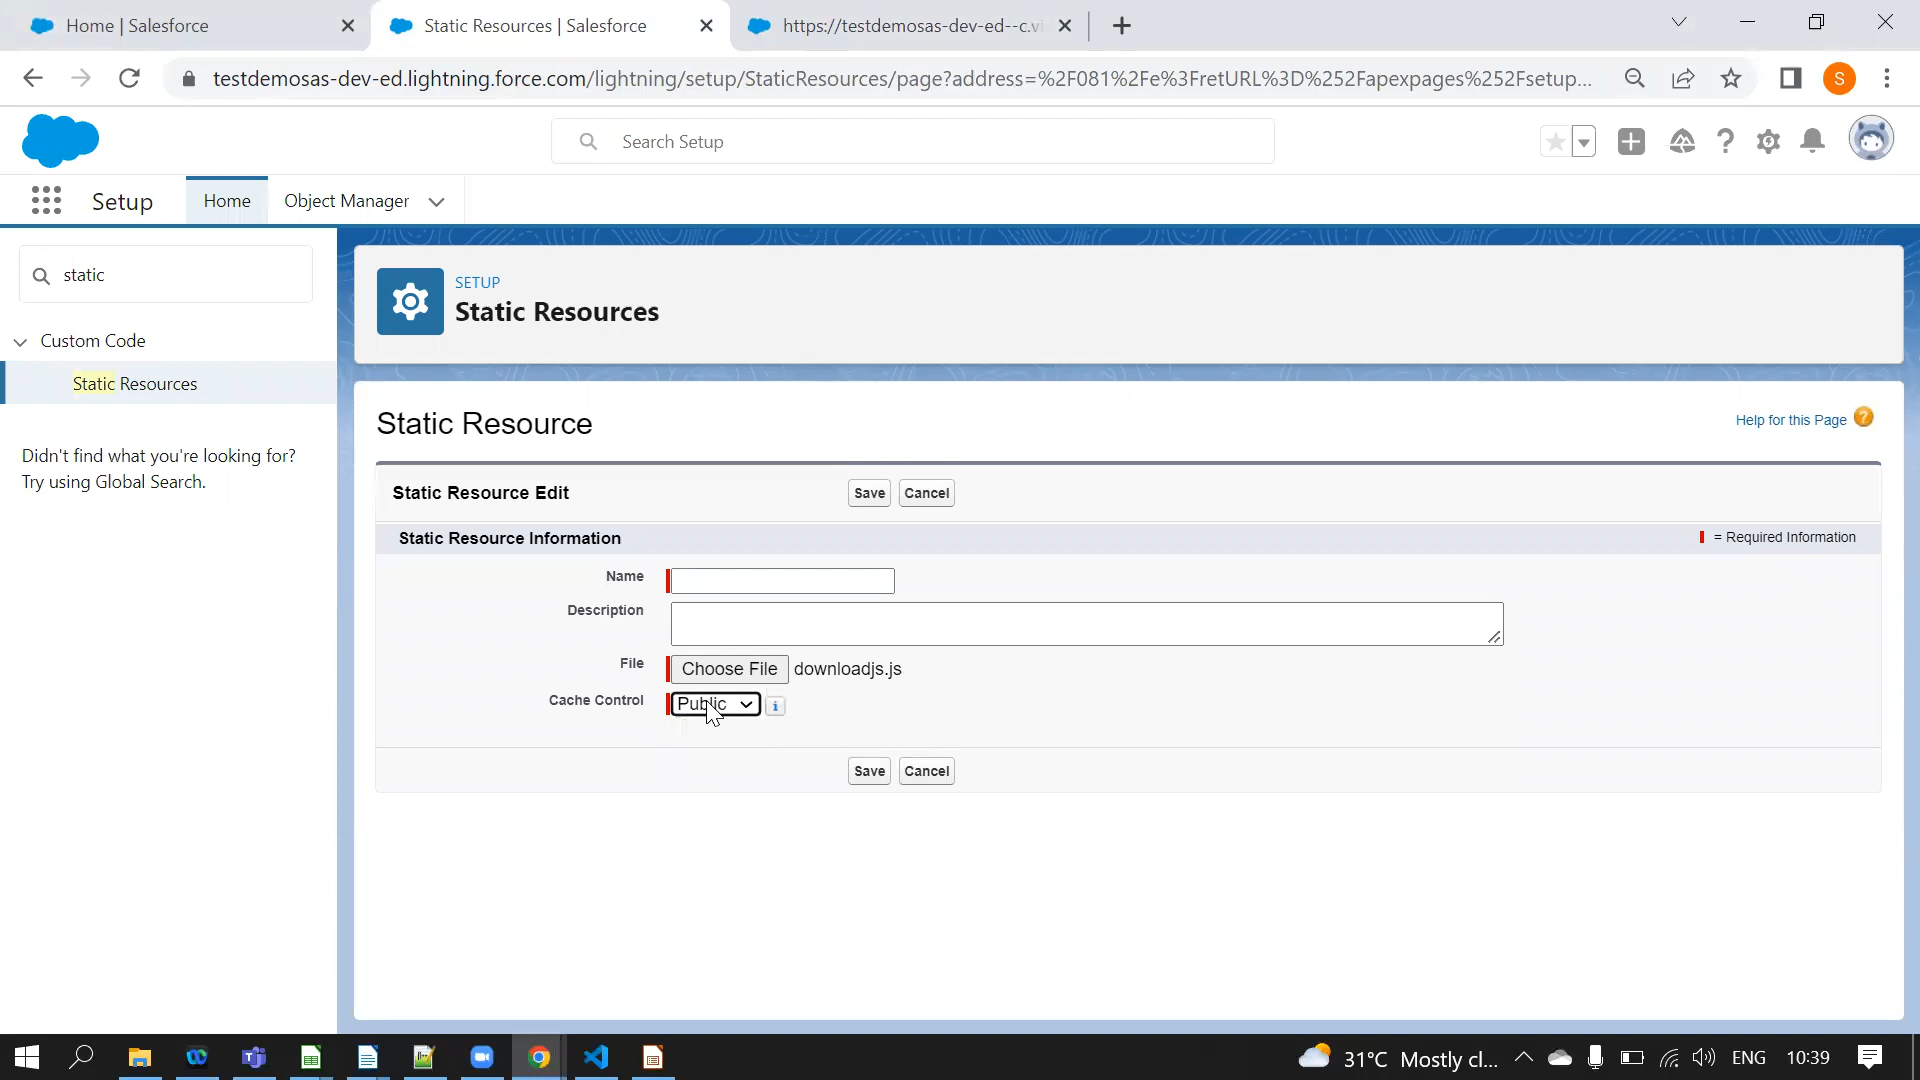 Home | Salesforce
Static Resources | Salesforce
https://testdemosas-dev-ed--c.vi
testdemosas-dev-ed.lightning.force.com/lightning/setup/StaticResources/page?address=%2F081%2Fe%3FretURL%3D%252Fapexpages%252Fsetup...
S
Search Setup
Setup
Home
Object Manager
static
Custom Code
Static Resources
Didn't find what you're looking for?
Try using Global Search.
SETUP
Static Resources
Static Resource
Help for this Page
Static Resource Edit
Save
Cancel
Static Resource Information
= Required Information
Name
Description
File
Choose File
downloadjs.js
Cache Control
Public
Save
Cancel
31°C Mostly cl...
ENG
10:39